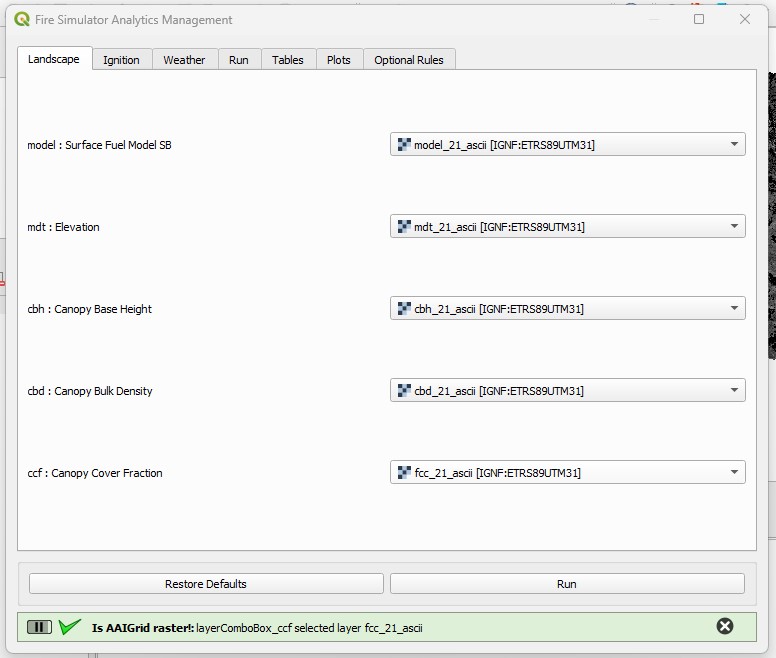 Fire Simulator Analytics Management
Landscape Ignition Weather Run Tables Plots Optional Rules
model : Surface Fuel Model SB model_21_ascii [IGNF:ETRS89UTM31]
mdt : Elevation mdt_21_ascii [IGNF:ETRS89UTM31]
cbh : Canopy Base Height cbh_21_ascii [IGNF:ETRS89UTM31]
cbd : Canopy Bulk Density cbd_21_ascii [IGNF:ETRS89UTM31]
ccf : Canopy Cover Fraction fcc_21_ascii [IGNF:ETRS89UTM31]
Restore Defaults Run
Is AAIGrid raster!: layerComboBox_ccf selected layer fcc_21_ascii